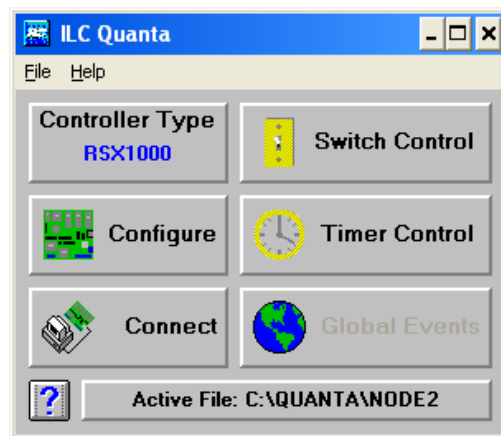 ILC Quanta
File Help
Controller Type
RSX1000
Switch Control
Configure
Timer Control
Connect
Global Events
?
Active File: C:\QUANTA\NODE2